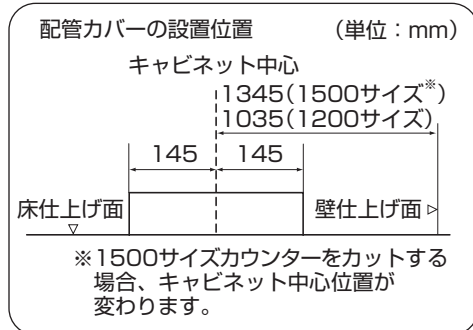 配管カバーの設置位置　（単位：mm）
キャビネット中心
1345（1500サイズ※）
1035（1200サイズ）
145　145
床仕上げ面　壁仕上げ面
※1500サイズカウンターをカットする
場合、キャビネット中心位置が
変わります。